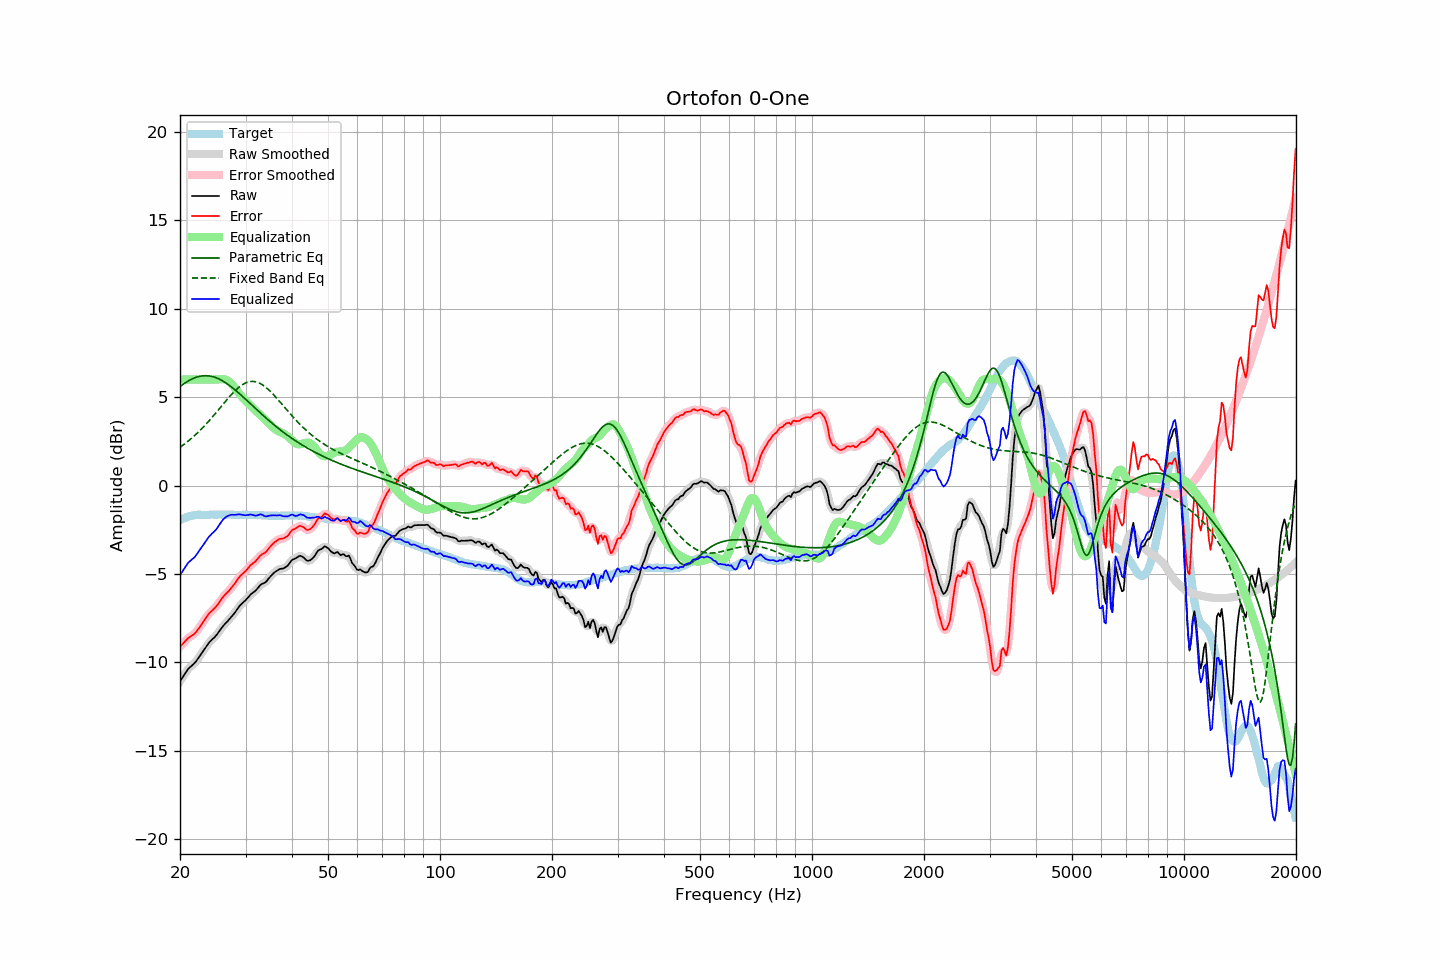 Ortofon 0-One
Target
Raw Smoothed
Error Smoothed
Raw
Error
Equalization
Parametric Eq
Fixed Band Eq
Equalized
20
15
10
5
0
−5
−10
−15
−20
Amplitude (dBr)
20 50 100 200 500 1000 2000 5000 10000 20000
Frequency (Hz)